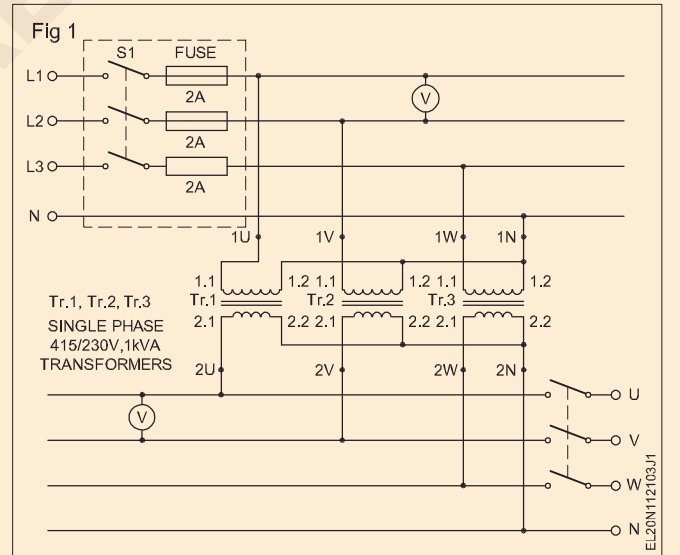 Fig 1
S1 FUSE
L1
2A
V
L2
2A
L3
2A
N
1U 1V 1W 1N
1.1 1.2 1.1 1.2 1.1 1.2
Tr.1 Tr.2 Tr.3
2.1 2.2 2.1 2.2 2.1 2.2
Tr.1, Tr.2, Tr.3
SINGLE PHASE
415/230V,1kVA
TRANSFORMERS
2U 2V 2W 2N
U
V
V
W
N
EL20N112103J1